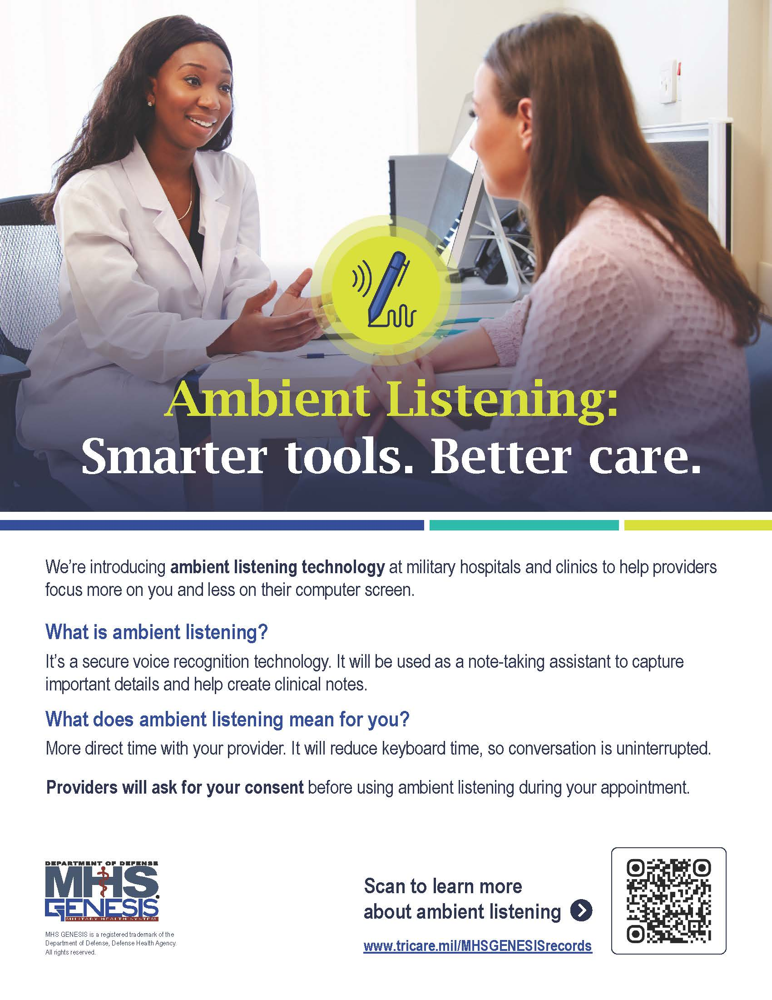 Ambient Listening:
Smarter tools. Better care.
We’re introducing ambient listening technology at military hospitals and clinics to help providers
focus more on you and less on their computer screen.
What is ambient listening?
It’s a secure voice recognition technology. It will be used as a note-taking assistant to capture
important details and help create clinical notes.
What does ambient listening mean for you?
More direct time with your provider. It will reduce keyboard time, so conversation is uninterrupted.
Providers will ask for your consent before using ambient listening during your appointment.
DEPARTMENT OF DEFENSE
MHS
GENESIS
MILITARY HEALTH SYSTEM
MHS GENESIS is a registered trademark of the
Department of Defense, Defense Health Agency.
All rights reserved.
Scan to learn more
about ambient listening
www.tricare.mil/MHSGENESISrecords